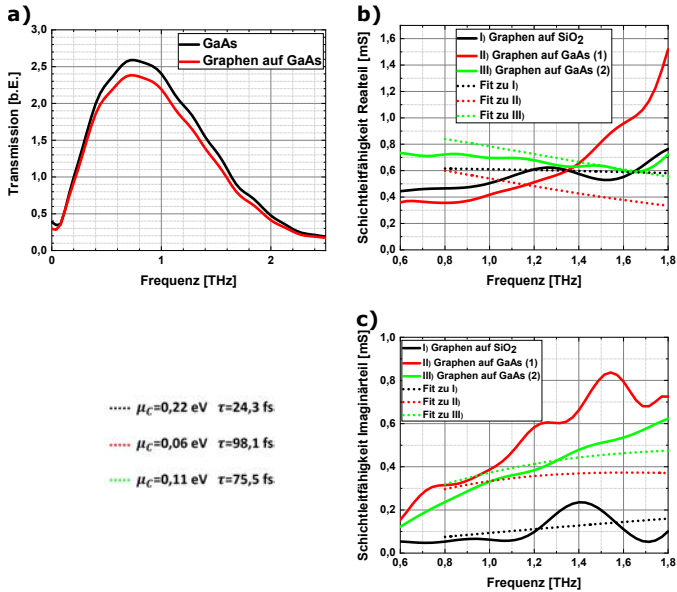 a)
3,0
2,5
2,0
1,5
1,0
0,5
0,0
0
1
2
Transmission [b.E.]
Frequenz [THz]
GaAs
Graphen auf GaAs
b)
1,6
1,4
1,2
1,0
0,8
0,6
0,4
0,2
0,0
0,6
0,8
1,0
1,2
1,4
1,6
1,8
Schichtleitfähigkeit Realteil [mS]
Frequenz [THz]
I) Graphen auf SiO2
II) Graphen auf GaAs (1)
III) Graphen auf GaAs (2)
Fit zu I)
Fit zu II)
Fit zu III)
μC=0,22 eV τ=24,3 fs
μC=0,06 eV τ=98,1 fs
μC=0,11 eV τ=75,5 fs
c)
1,0
0,8
0,6
0,4
0,2
0,0
0,6
0,8
1,0
1,2
1,4
1,6
1,8
Schichtleitfähigkeit Imaginärteil [mS]
Frequenz [THz]
I) Graphen auf SiO2
II) Graphen auf GaAs (1)
III) Graphen auf GaAs (2)
Fit zu I)
Fit zu II)
Fit zu III)